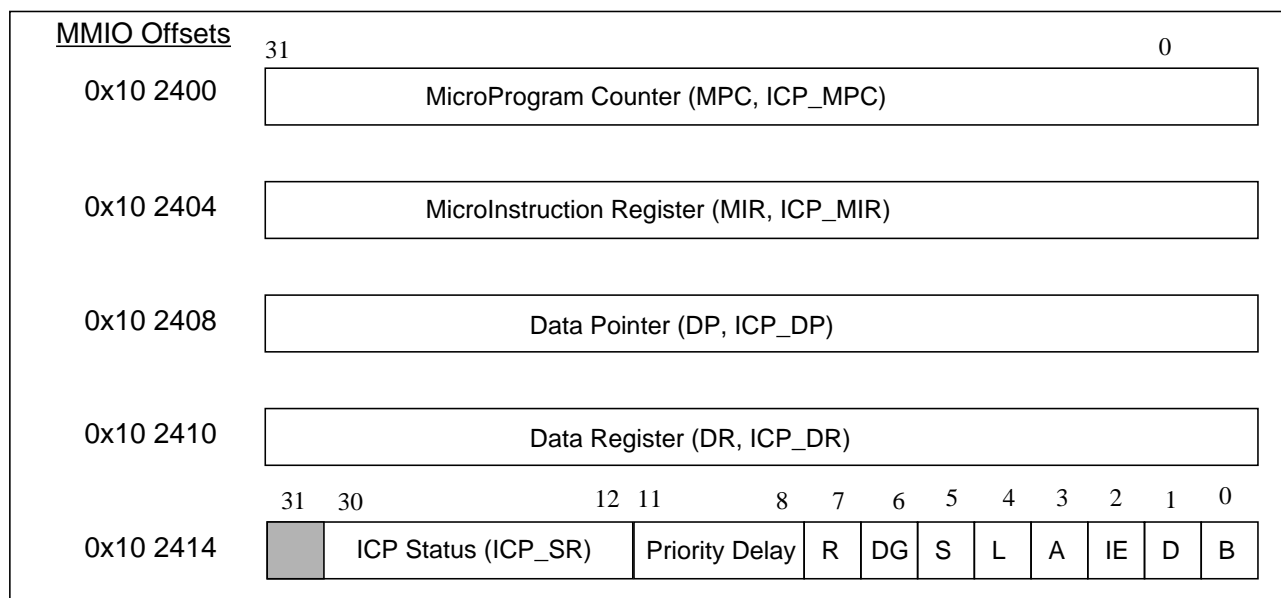 MMIO Offsets
31 0
0x10 2400 MicroProgram Counter (MPC, ICP_MPC)
0x10 2404 MicroInstruction Register (MIR, ICP_MIR)
0x10 2408 Data Pointer (DP, ICP_DP)
0x10 2410 Data Register (DR, ICP_DR)
31 30 12 11 8 7 6 5 4 3 2 1 0
0x10 2414 ICP Status (ICP_SR) Priority Delay R DG S L A IE D B